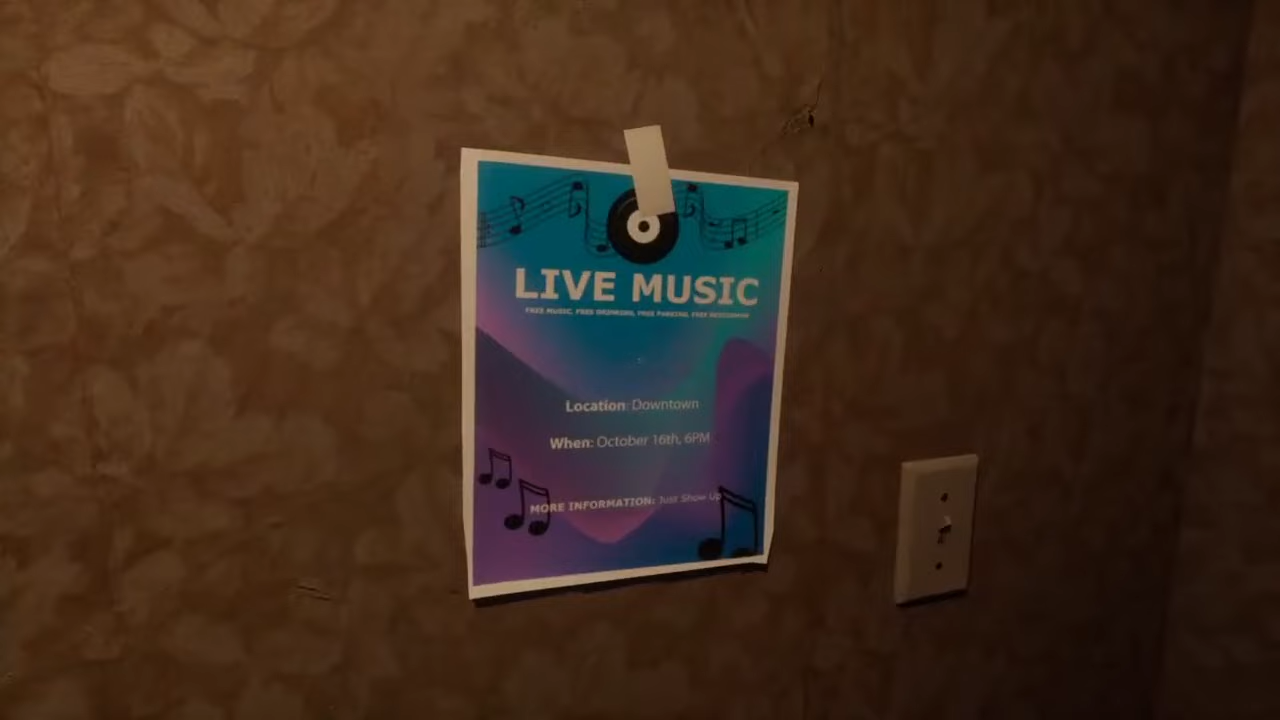 LIVE MUSIC
FREE MUSIC, FREE DRINKING, FREE PARKING, FREE
Location: Downtown
When: October 16th, 6PM
MORE INFORMATION: Just Show Up